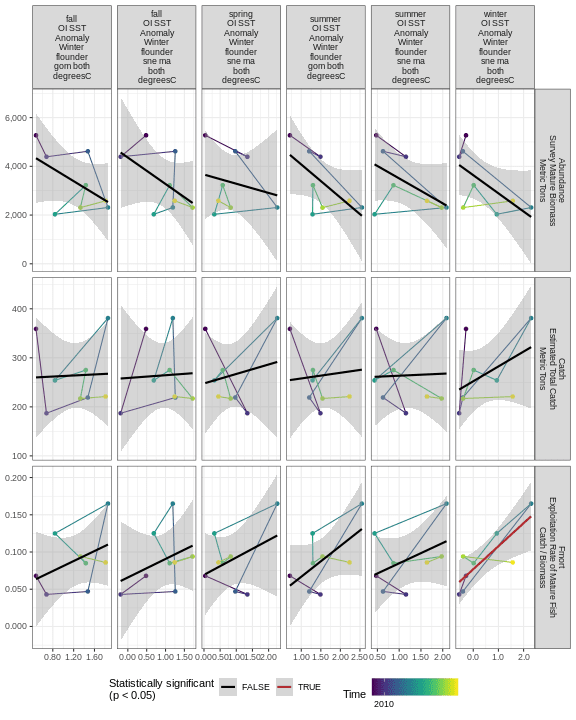 fall
OI SST
Anomaly
Winter
flounder
gom both
degreesC
fall
OI SST
Anomaly
Winter
flounder
sne ma
both
degreesC
spring
OI SST
Anomaly
Winter
flounder
sne ma
both
degreesC
summer
OI SST
Anomaly
Winter
flounder
gom both
degreesC
summer
OI SST
Anomaly
Winter
flounder
sne ma
both
degreesC
winter
OI SST
Anomaly
Winter
flounder
gom both
degreesC
6,000
4,000
2,000
0
Abundance
Survey Mature Biomass
Metric Tons
400
300
200
100
Catch
Estimated Total Catch
Metric Tons
0.200
0.150
0.100
0.050
0.000
Fmort
Exploitation Rate of Mature Fish
Catch / Biomass
0.80 1.20 1.60
0.00 0.50 1.00 1.50
0.00 0.50 1.00 1.50 2.00
1.00 1.50 2.00 2.50
0.50 1.00 1.50 2.00
0.0 1.0 2.0
Statistically significant
(p < 0.05)
FALSE
TRUE
Time
2010